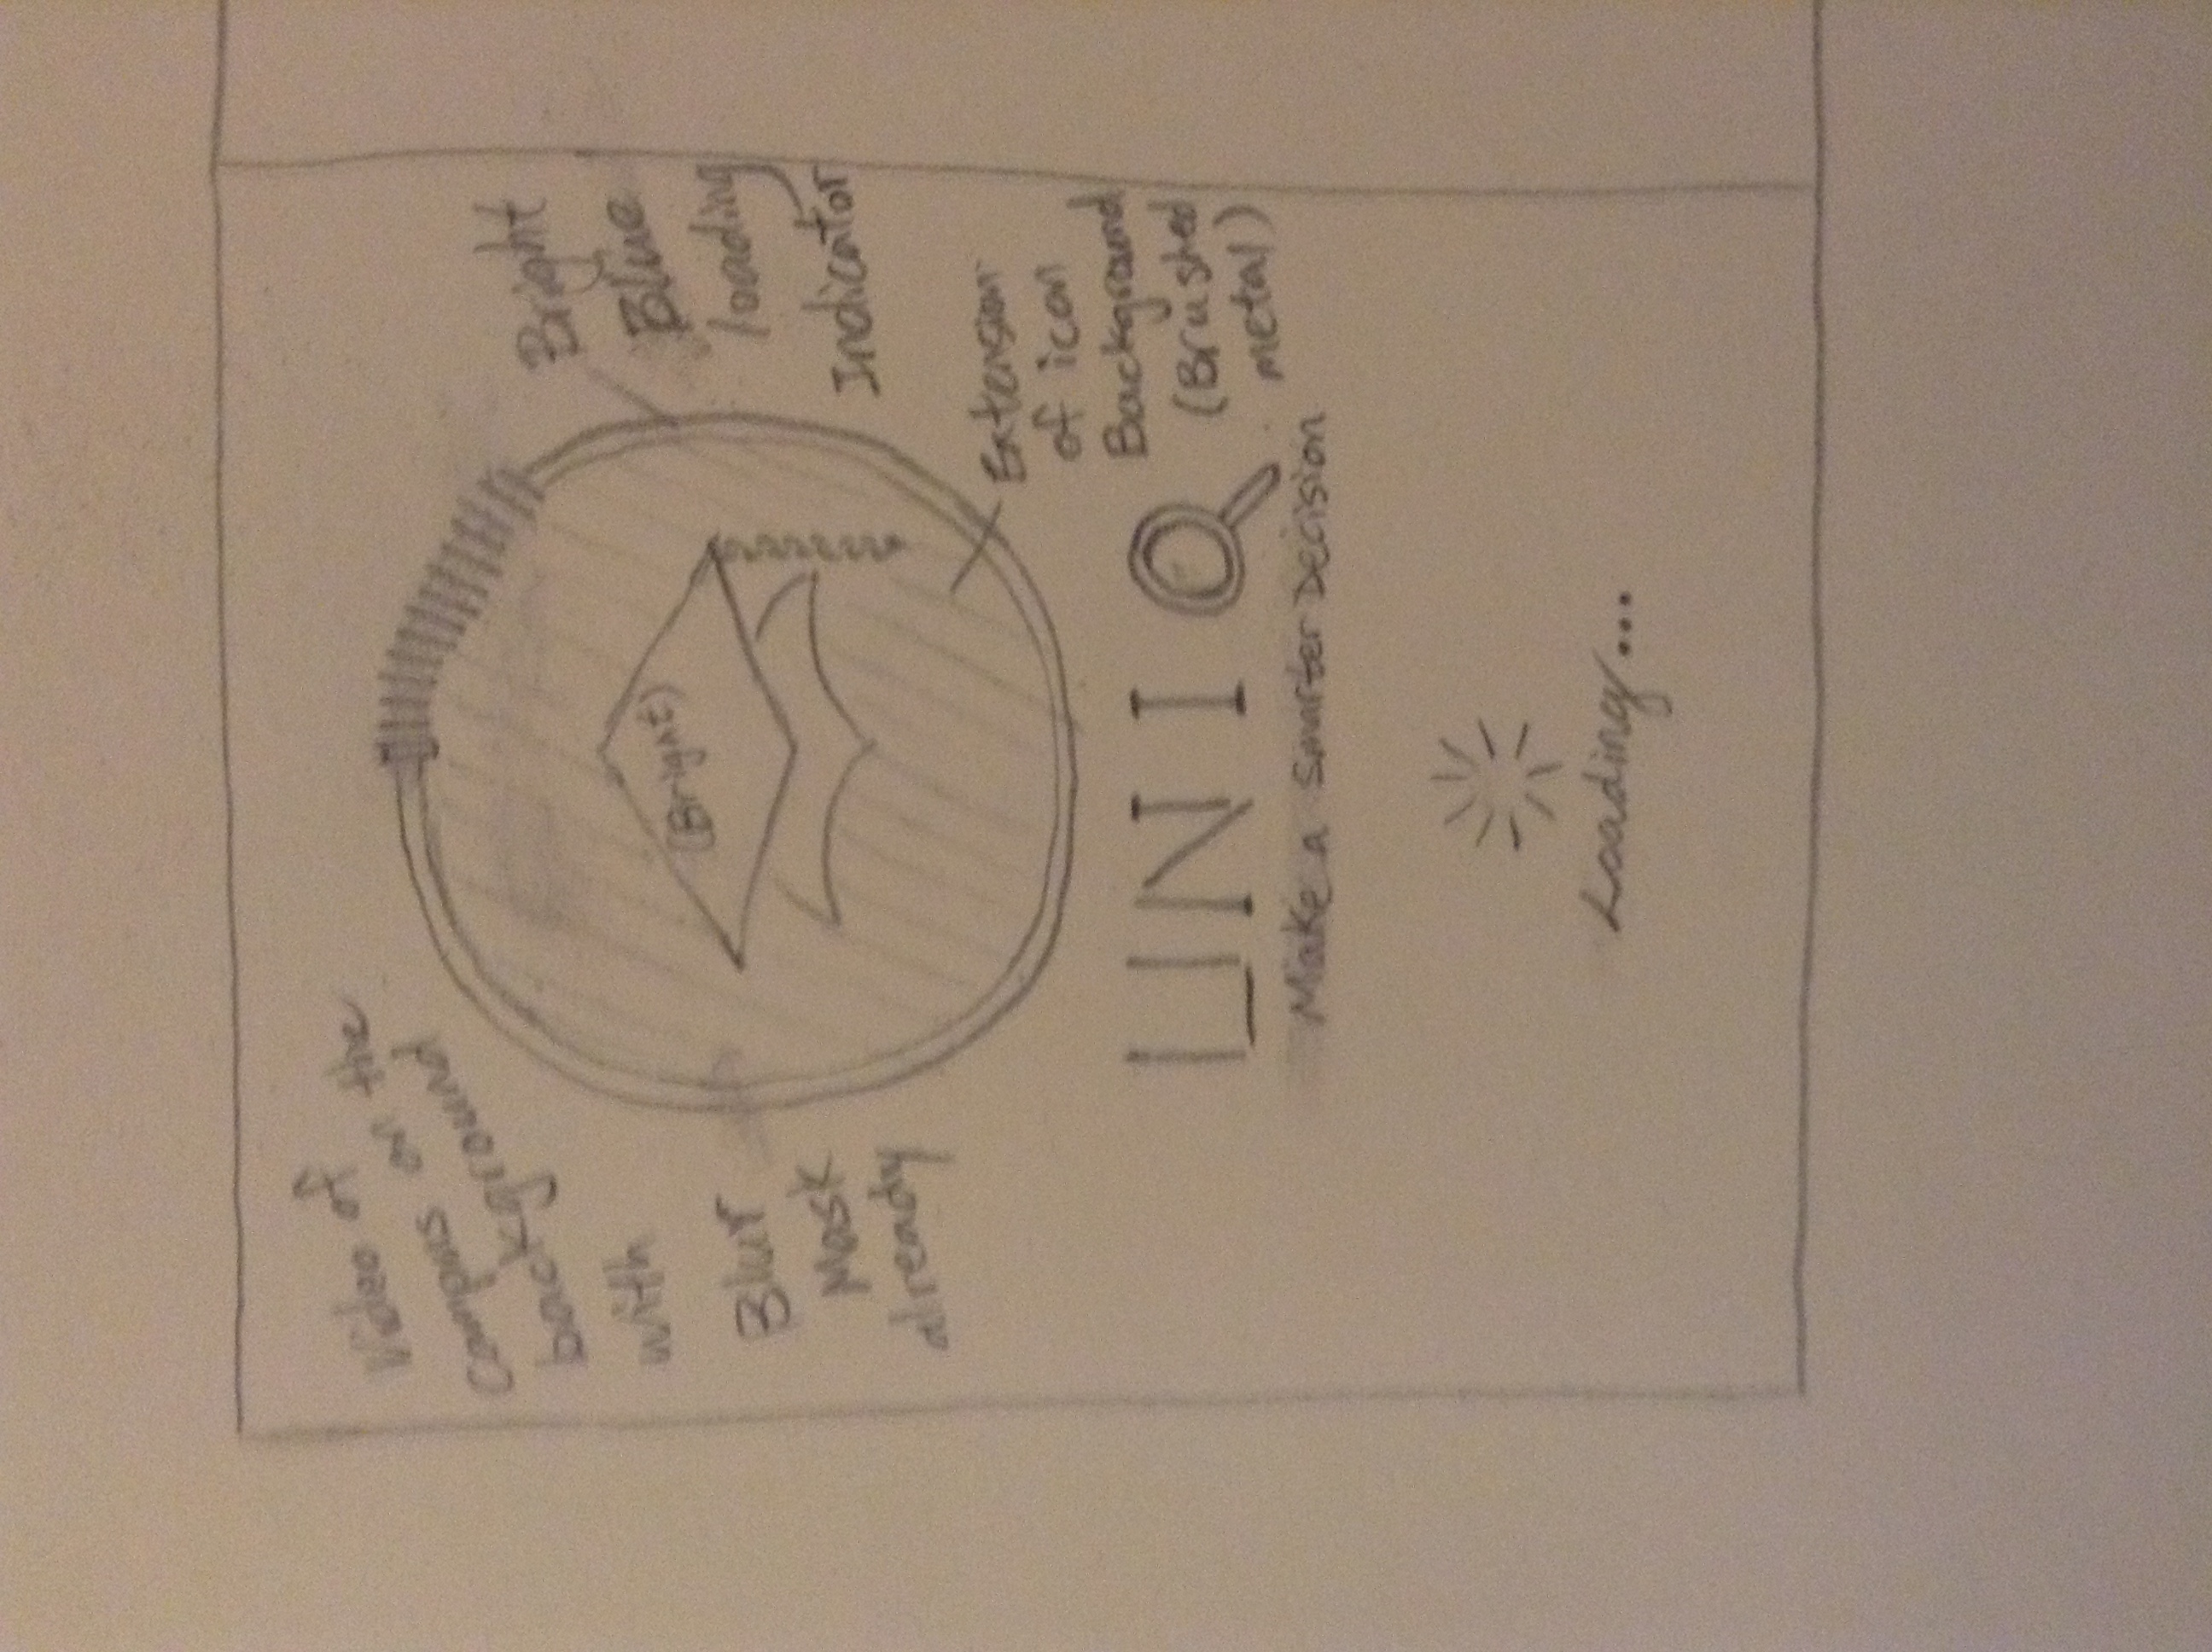 Video of
Campus on the
background
with
Blur
Mask
already
(Bright)
Bright
Blue
loading
Indicator
Extension
of icon
Background
(Brushed
metal)
UNIQ
Make a Smarter Decision
Loading...